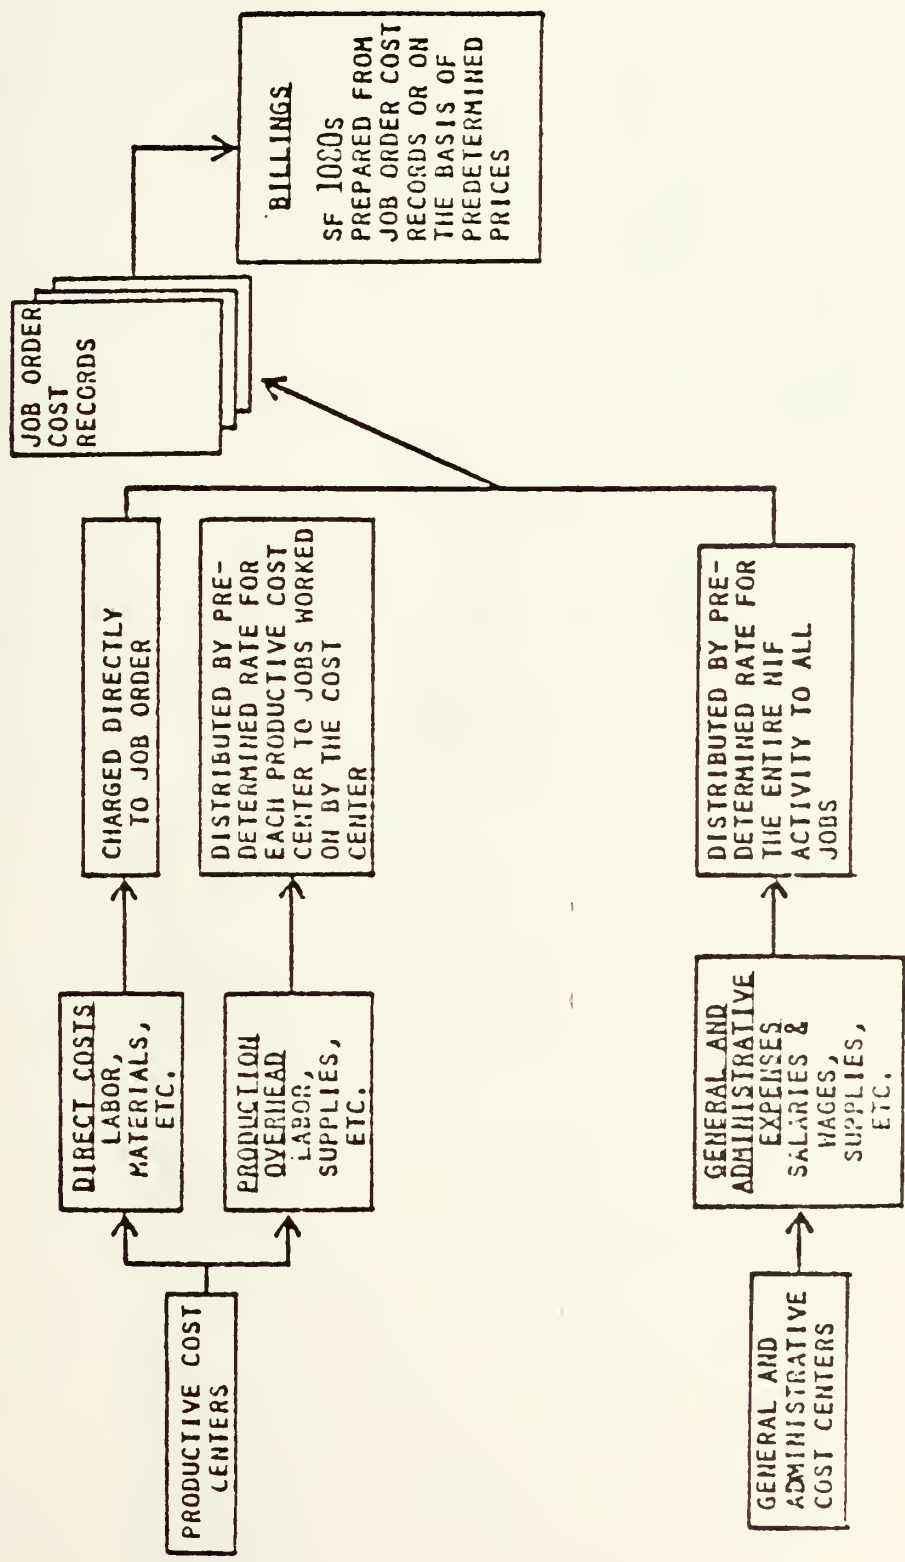 PRODUCTIVE COST
CENTERS
DIRECT COSTS
LABOR,
MATERIALS,
ETC.
CHARGED DIRECTLY
TO JOB ORDER
PRODUCTION
OVERHEAD
LABOR,
SUPPLIES,
ETC.
DISTRIBUTED BY PRE-
DETERMINED RATE FOR
EACH PRODUCTIVE COST
CENTER TO JOBS WORKED
ON BY THE COST
CENTER
GENERAL AND
ADMINISTRATIVE
COST CENTERS
GENERAL AND
ADMINISTRATIVE
EXPENSES
SALARIES &
WAGES,
SUPPLIES,
ETC.
DISTRIBUTED BY PRE-
DETERMINED RATE FOR
THE ENTIRE NIF
ACTIVITY TO ALL
JOBS
JOB ORDER
COST
RECORDS
BILLINGS
SF 1080s
PREPARED FROM
JOB ORDER COST
RECORDS OR ON
THE BASIS OF
PREDETERMINED
PRICES